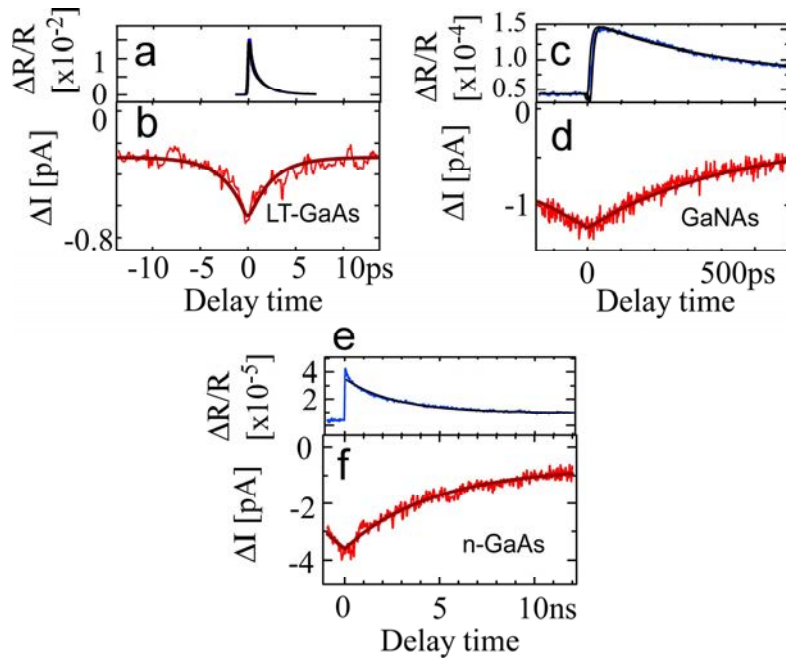 a
ΔR/R
[x10⁻²]
1
0
b
ΔI [pA]
0
-0.8
LT-GaAs
-10 -5 0 5 10ps
Delay time
c
ΔR/R
[x10⁻⁴]
1.5
1.0
0.5
d
ΔI [pA]
0
-1
GaNAs
0 500ps
Delay time
e
ΔR/R
[x10⁻⁵]
4
2
f
ΔI [pA]
0
-2
-4
n-GaAs
0 5 10ns
Delay time